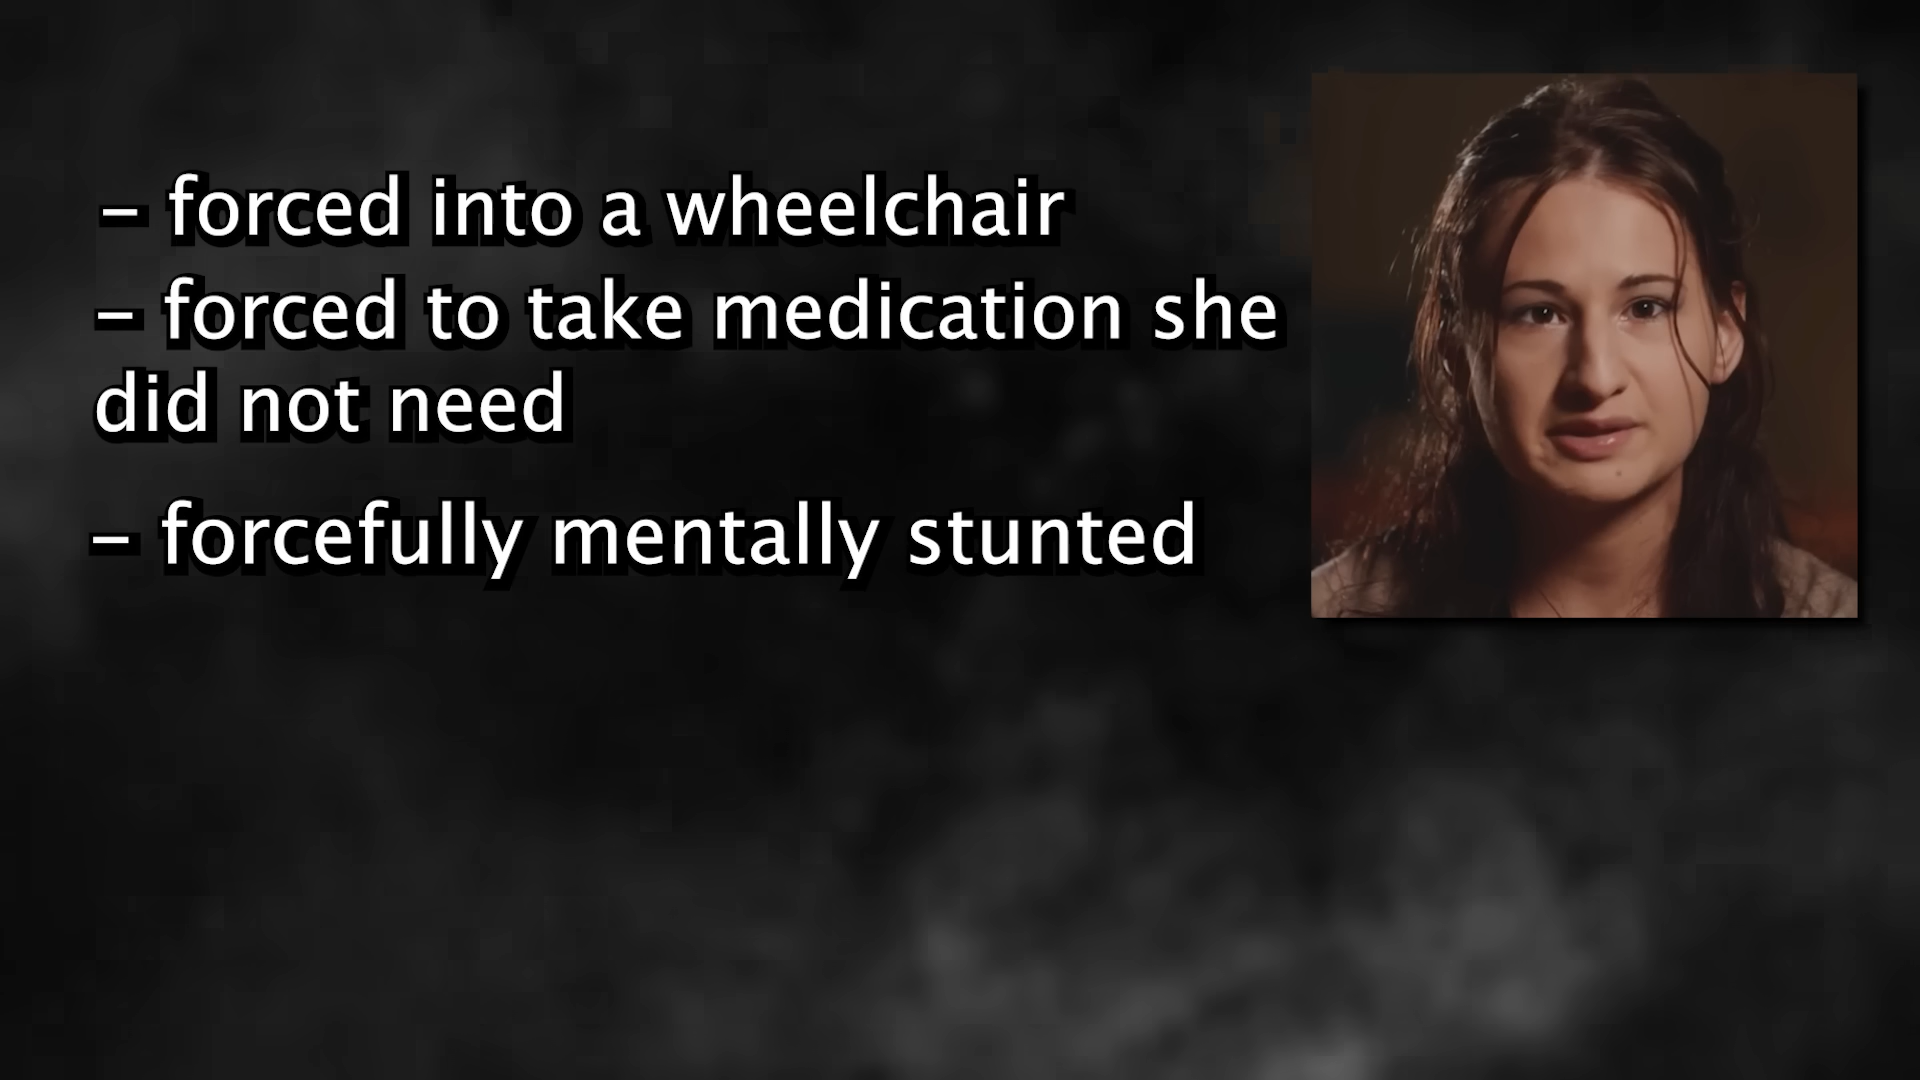 – forced into a wheelchair
– forced to take medication she
did not need
– forcefully mentally stunted